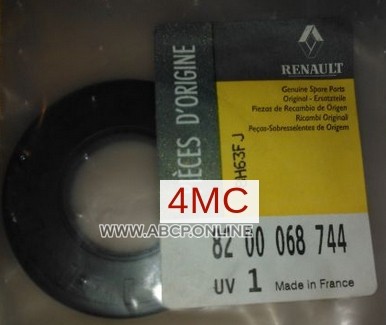 RENAULT
Genuine Spare Parts
Original - Ersatzteile
Piezas de Recambio de Origen
Ricambi Originali
Peças-Sobresselentes de Origem
PIÈCES D'ORIGINE
H63FJ
4MC
WWW.ABCP.ONLINE
82 00 068 744
UV 1 Made in France